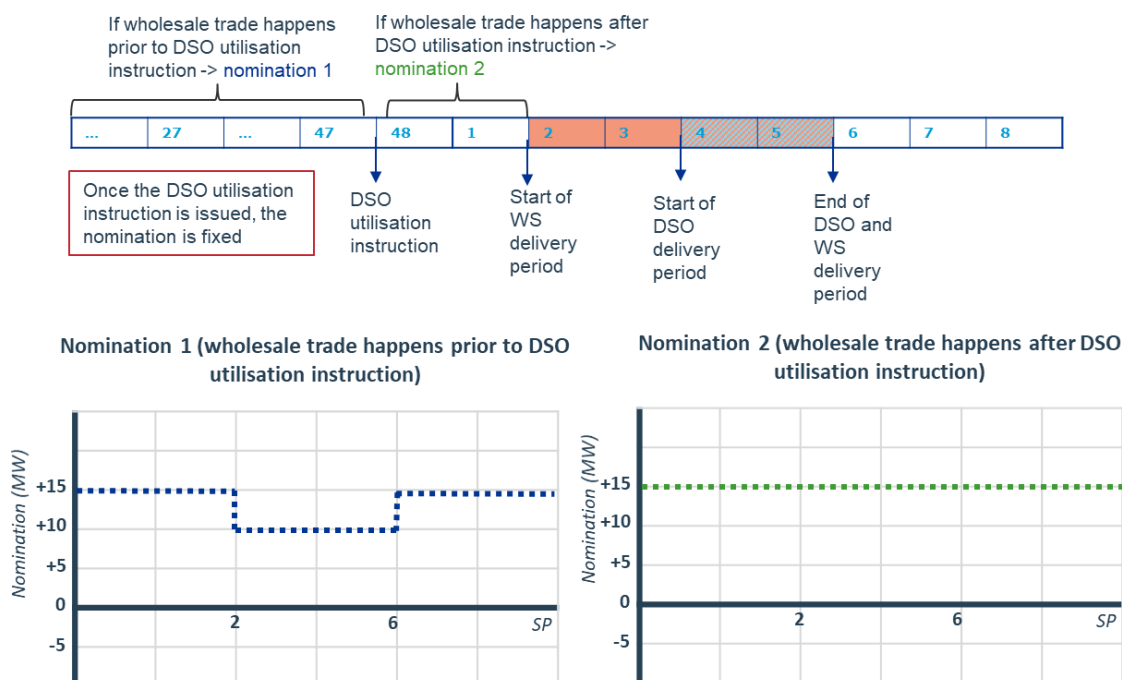 If wholesale trade happens
prior to DSO utilisation
instruction -> nomination 1
If wholesale trade happens after
DSO utilisation instruction ->
nomination 2
... 27 ... 47 48 1 2 3 4 5 6 7 8
Once the DSO utilisation
instruction is issued, the
nomination is fixed
DSO
utilisation
instruction
Start of
WS
delivery
period
Start of
DSO
delivery
period
End of
DSO and
WS
delivery
period
Nomination 1 (wholesale trade happens prior to DSO
utilisation instruction)
Nomination (MW)
+15
+10
+5
0
-5
2
6
SP
Nomination 2 (wholesale trade happens after DSO
utilisation instruction)
Nomination (MW)
+15
+10
+5
0
-5
2
6
SP